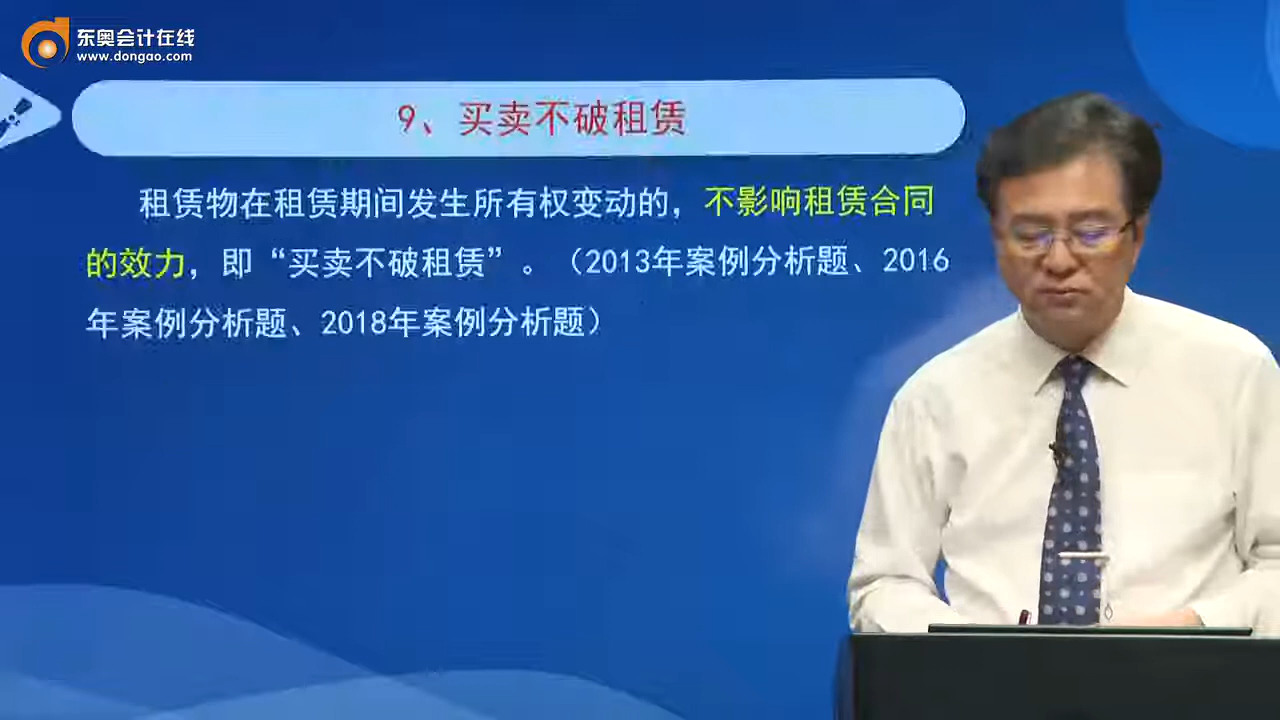 东奥会计在线
www.dongao.com
9、买卖不破租赁
租赁物在租赁期间发生所有权变动的，不影响租赁合同
的效力，即“买卖不破租赁”。（2013年案例分析题、2016
年案例分析题、2018年案例分析题）